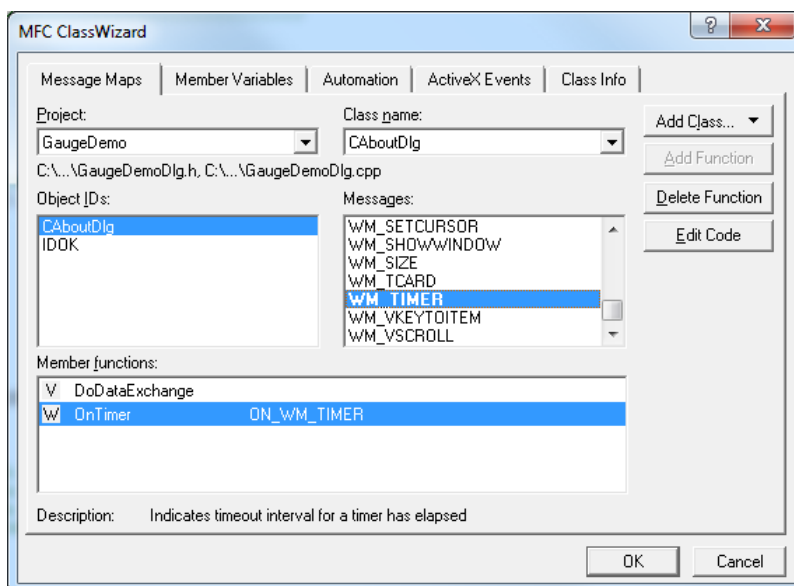 MFC ClassWizard
Message Maps
Member Variables
Automation
ActiveX Events
Class Info
Project:
GaugeDemo
Class name:
CAboutDlg
Add Class...
C:\...\GaugeDemoDlg.h, C:\...\GaugeDemoDlg.cpp
Add Function
Delete Function
Edit Code
Object IDs:
CAboutDlg
IDOK
Messages:
WM_SETCURSOR
WM_SHOWWINDOW
WM_SIZE
WM_TCARD
WM_TIMER
WM_VKEYTOITEM
WM_VSCROLL
Member functions:
V DoDataExchange
W OnTimer ON_WM_TIMER
Description: Indicates timeout interval for a timer has elapsed
OK
Cancel